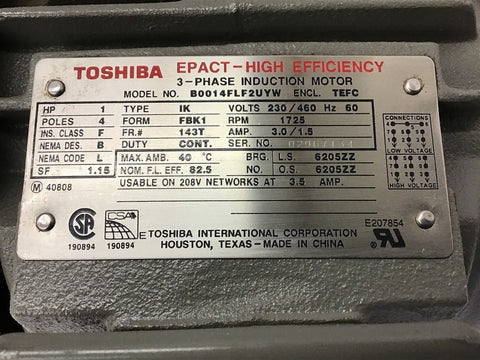 TOSHIBA EPACT-HIGH EFFICIENCY
3-PHASE INDUCTION MOTOR
MODEL NO. B0014FLF2UYW ENCL. TEFC
HP 1 TYPE IK VOLTS 230/460 Hz 60
POLES 4 FORM FBK1 RPM 1725
INS. CLASS F FR.# 143T AMP. 3.0/1.5
NEMA DES. B DUTY CONT. SER. NO.
NEMA CODE L MAX. AMB. 40°C BRG. L.S. 6205ZZ
SF 1.15 NOM. F.L. EFF. 82.5 NO. O.S. 6205ZZ
M 40808 USABLE ON 208V NETWORKS AT 3.5 AMP.
CONNECTIONS
LOW VOLTAGE
HIGH VOLTAGE
SA CSA E207854
190894 190894 E TOSHIBA INTERNATIONAL CORPORATION
HOUSTON, TEXAS-MADE IN CHINA